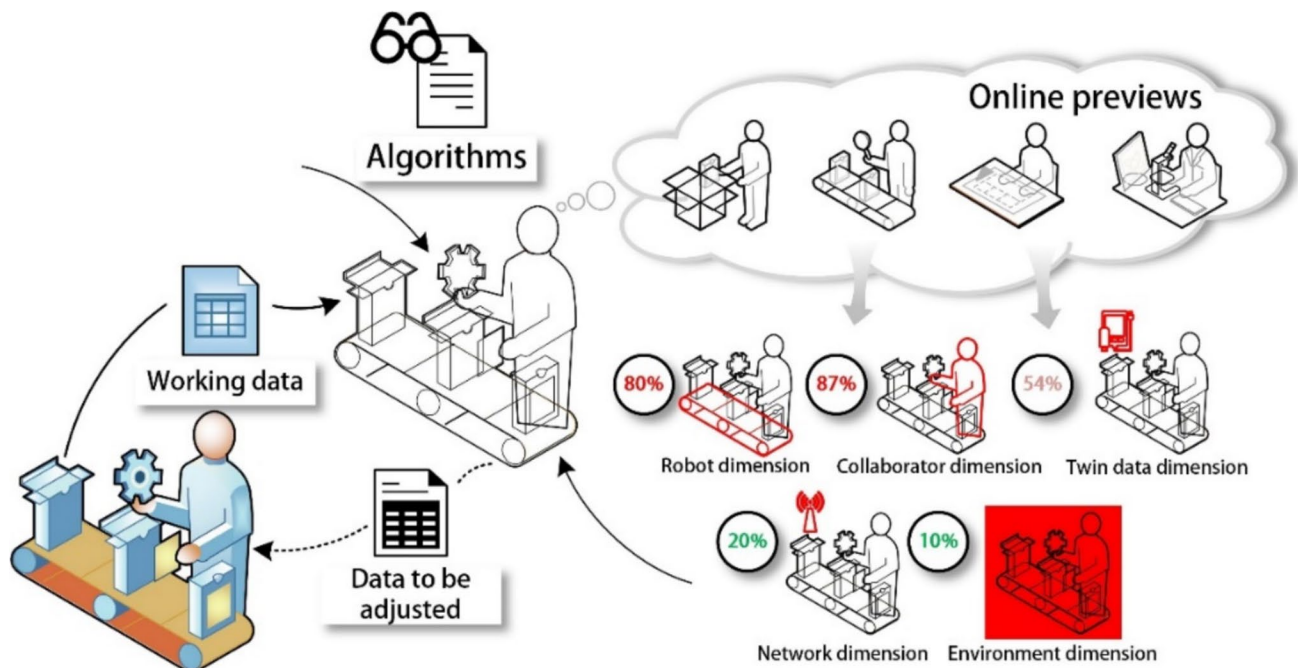 Algorithms
Online previews
Working data
80%
87%
54%
Robot dimension
Collaborator dimension
Twin data dimension
Data to be
adjusted
20%
10%
Network dimension
Environment dimension